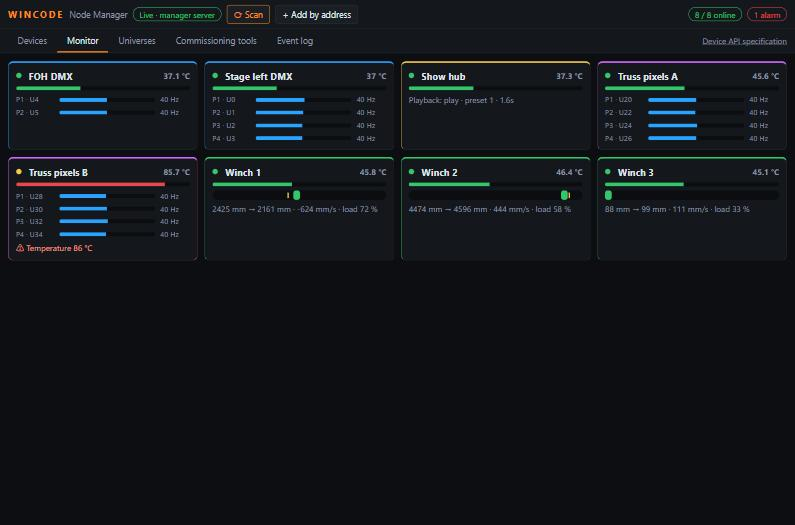 WINCODE Node Manager Live · manager server Scan + Add by address 8 / 8 online 1 alarm
Devices Monitor Universes Commissioning tools Event log Device API specification
FOH DMX 37.1 °C
P1 · U4 40 Hz
P2 · U5 40 Hz
Stage left DMX 37 °C
P1 · U0 40 Hz
P2 · U1 40 Hz
P3 · U2 40 Hz
P4 · U3 40 Hz
Show hub 37.3 °C
Playback: play · preset 1 · 1.6s
Truss pixels A 45.6 °C
P1 · U20 40 Hz
P2 · U22 40 Hz
P3 · U24 40 Hz
P4 · U26 40 Hz
Truss pixels B 85.7 °C
P1 · U28 40 Hz
P2 · U30 40 Hz
P3 · U32 40 Hz
P4 · U34 40 Hz
⚠ Temperature 86 °C
Winch 1 45.8 °C
2425 mm → 2161 mm · -624 mm/s · load 72 %
Winch 2 46.4 °C
4474 mm → 4596 mm · 444 mm/s · load 58 %
Winch 3 45.1 °C
88 mm → 99 mm · 111 mm/s · load 33 %